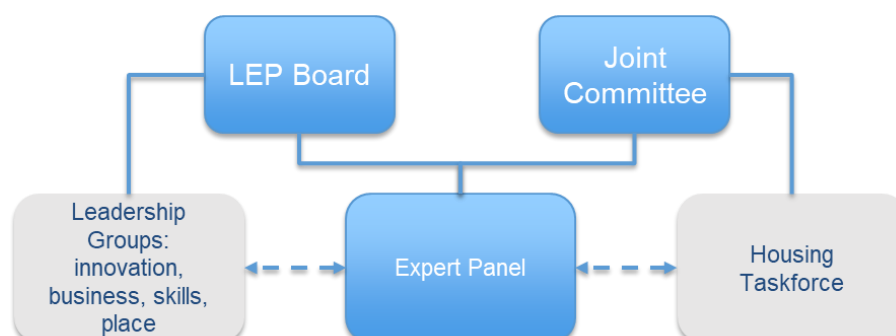 LEP Board
Joint
Committee
Leadership
Groups:
innovation,
business, skills,
place
Expert Panel
Housing
Taskforce